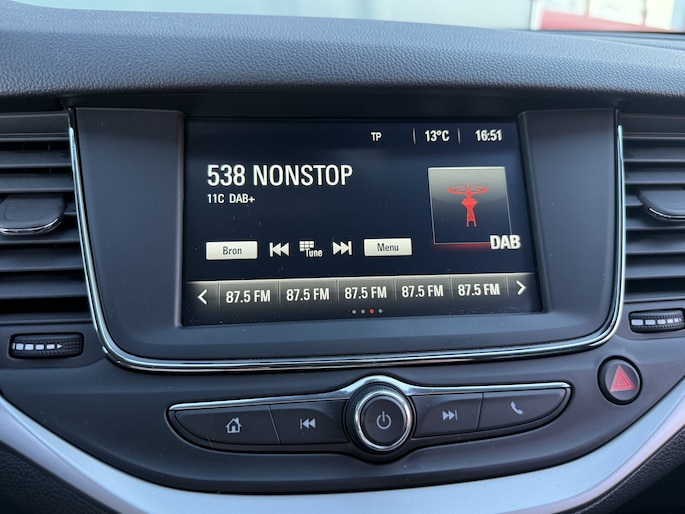 TP 13°C 16:51
538 NONSTOP
11C DAB+
Bron Tune Menu
DAB
87.5 FM 87.5 FM 87.5 FM 87.5 FM 87.5 FM